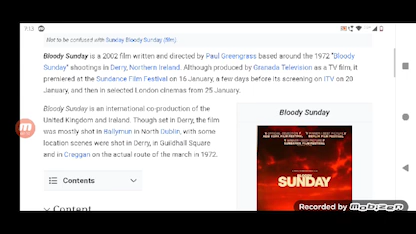 7:13
Not to be confused with Sunday Bloody Sunday (film).
Bloody Sunday is a 2002 film written and directed by Paul Greengrass based around the 1972 "Bloody
Sunday" shootings in Derry, Northern Ireland. Although produced by Granada Television as a TV film, it
premiered at the Sundance Film Festival on 16 January, a few days before its screening on ITV on 20
January, and then in selected London cinemas from 25 January.
Bloody Sunday is an international co-production of the
United Kingdom and Ireland. Though set in Derry, the film
was mostly shot in Ballymun in North Dublin, with some
location scenes were shot in Derry, in Guildhall Square
and in Creggan on the actual route of the march in 1972.
Contents
Content
Bloody Sunday
SUNDAY
Recorded by
mobizen